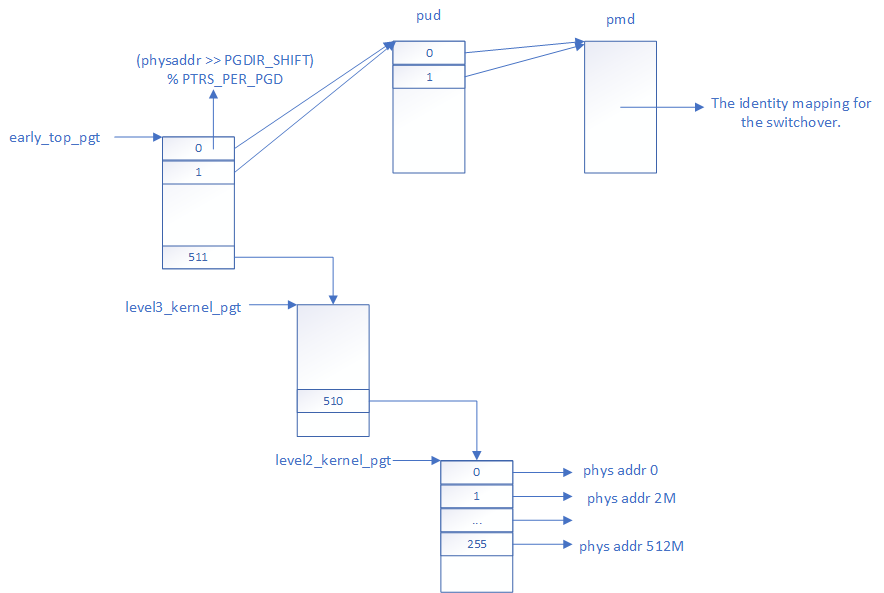 pud
pmd
0
1
(physaddr >> PGDIR_SHIFT)
% PTRS_PER_PGD
The identity mapping for
the switchover.
early_top_pgt
0
1
511
level3_kernel_pgt
510
level2_kernel_pgt
0
phys addr 0
1
phys addr 2M
...
255
phys addr 512M